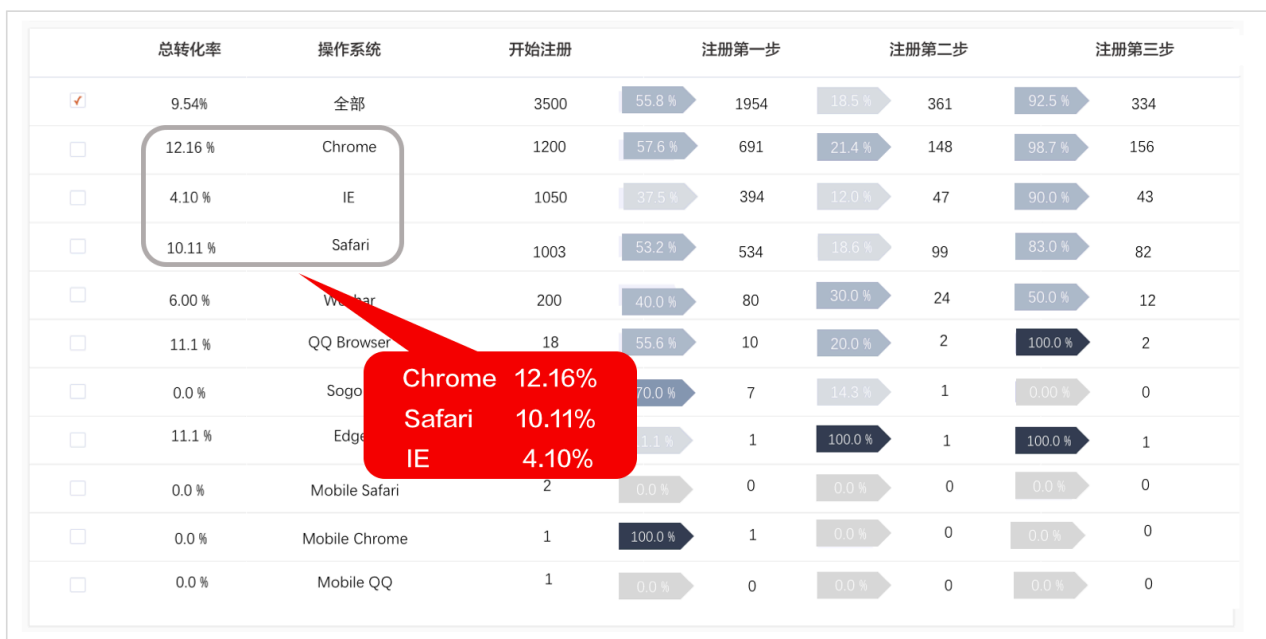 总转化率 操作系统 开始注册 注册第一步 注册第二步 注册第三步
9.54% 全部 3500 55.8 % 1954 18.5 % 361 92.5 % 334
12.16 % Chrome 1200 57.6 % 691 21.4 % 148 98.7 % 156
4.10 % IE 1050 37.5 % 394 12.0 % 47 90.0 % 43
10.11 % Safari 1003 53.2 % 534 18.6 % 99 83.0 % 82
6.00 % 200 40.0 % 80 30.0 % 24 50.0 % 12
11.1 % QQ Browser 18 55.6 % 10 20.0 % 2 100.0 % 2
0.0 % Sogo 70.0 % 7 14.3 % 1 0.00 % 0
11.1 % Edge 1 100.0 % 1 100.0 % 1
0.0 % Mobile Safari 2 0.0 % 0 0.0 % 0 0.0 % 0
0.0 % Mobile Chrome 1 100.0 % 1 0.0 % 0 0.0 % 0
0.0 % Mobile QQ 1 0.0 % 0 0.0 % 0 0.0 % 0
Chrome 12.16%
Safari 10.11%
IE 4.10%